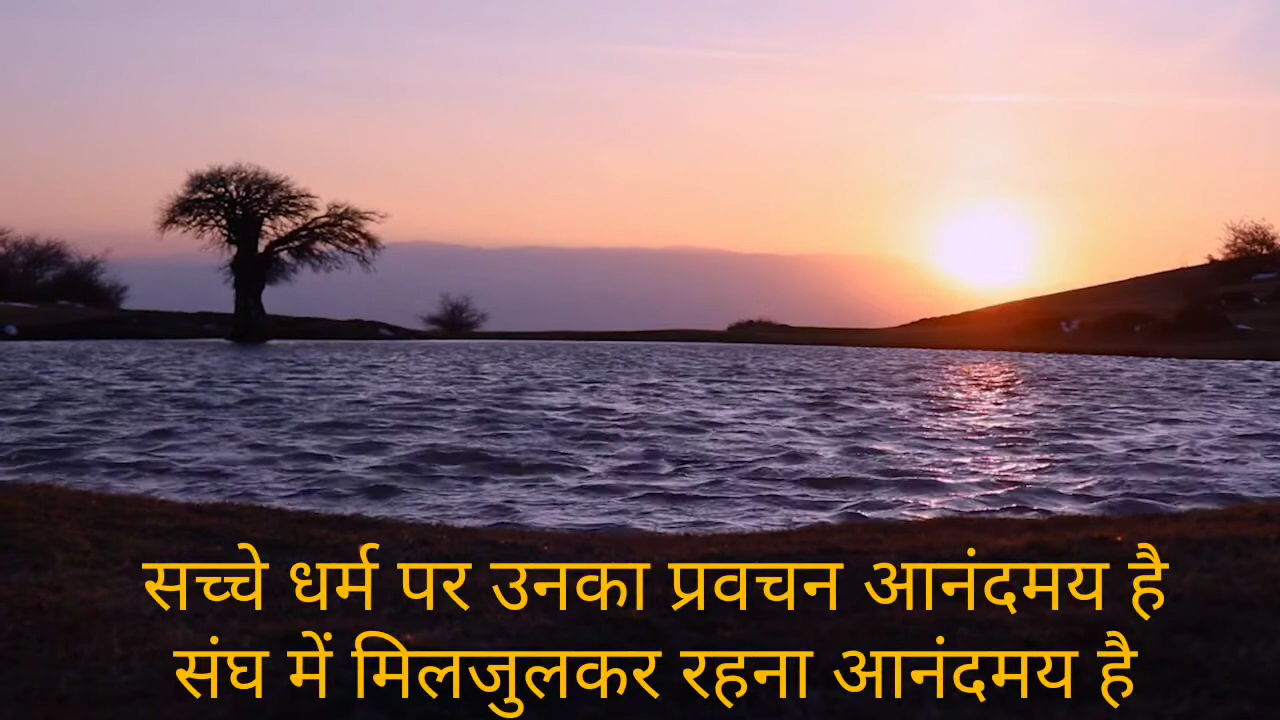 सच्चे धर्म पर उनका प्रवचन आनंदमय है
संघ में मिलजुलकर रहना आनंदमय है